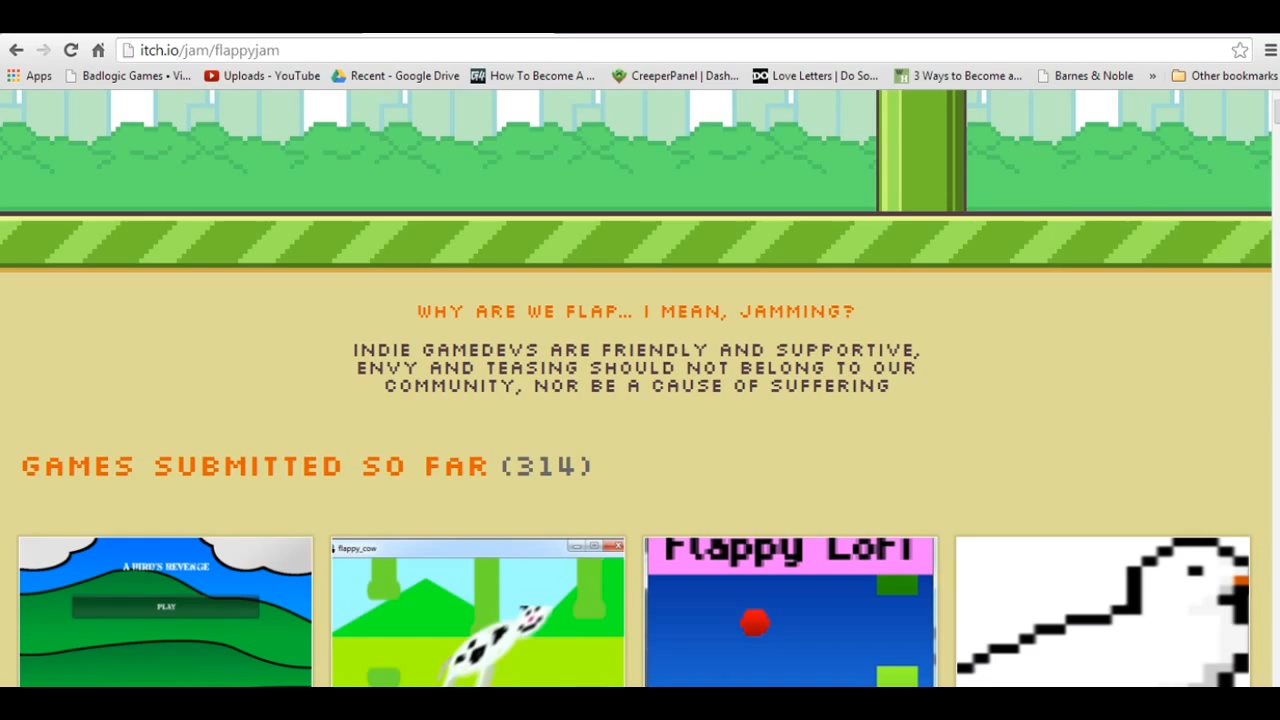 itch.io/jam/flappyjam
Apps Badlogic Games • Vi... Uploads - YouTube Recent - Google Drive How To Become A ... CreeperPanel | Dash... Love Letters | Do So... 3 Ways to Become a... Barnes & Noble » Other bookmarks
WHY ARE WE FLAP... I MEAN, JAMMING?
INDIE GAMEDEVS ARE FRIENDLY AND SUPPORTIVE,
ENVY AND TEASING SHOULD NOT BELONG TO OUR
COMMUNITY, NOR BE A CAUSE OF SUFFERING
GAMES SUBMITTED SO FAR (314)
A BIRD'S REVENGE
PLAY
flappy_cow
Flappy LoFi